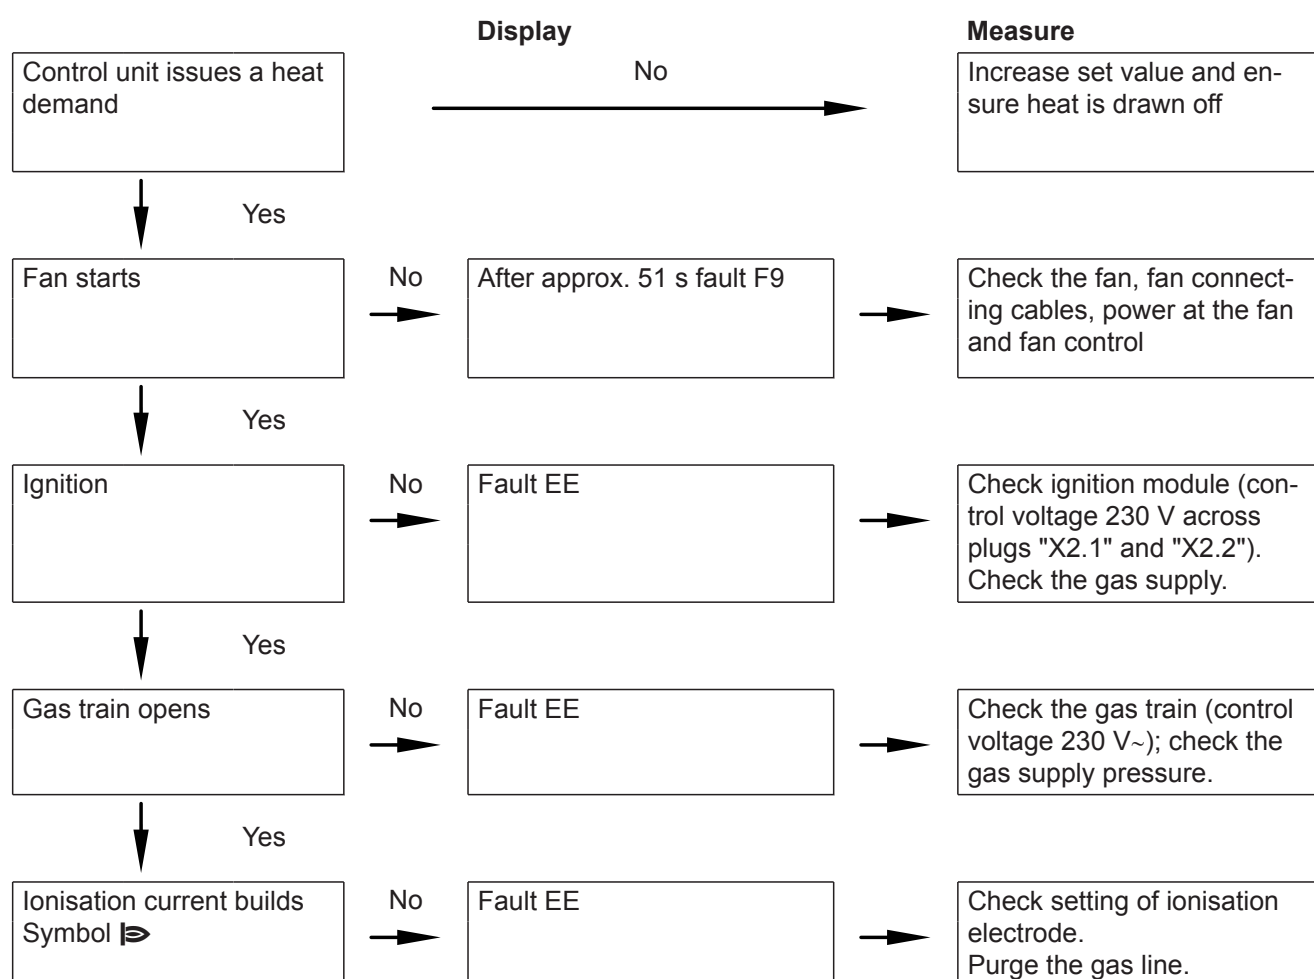 Display
Measure
Control unit issues a heat
demand
No
Increase set value and en-
sure heat is drawn off
Yes
Fan starts
No
After approx. 51 s fault F9
Check the fan, fan connect-
ing cables, power at the fan
and fan control
Yes
Ignition
No
Fault EE
Check ignition module (con-
trol voltage 230 V across
plugs "X2.1" and "X2.2").
Check the gas supply.
Yes
Gas train opens
No
Fault EE
Check the gas train (control
voltage 230 V~); check the
gas supply pressure.
Yes
Ionisation current builds
Symbol
No
Fault EE
Check setting of ionisation
electrode.
Purge the gas line.